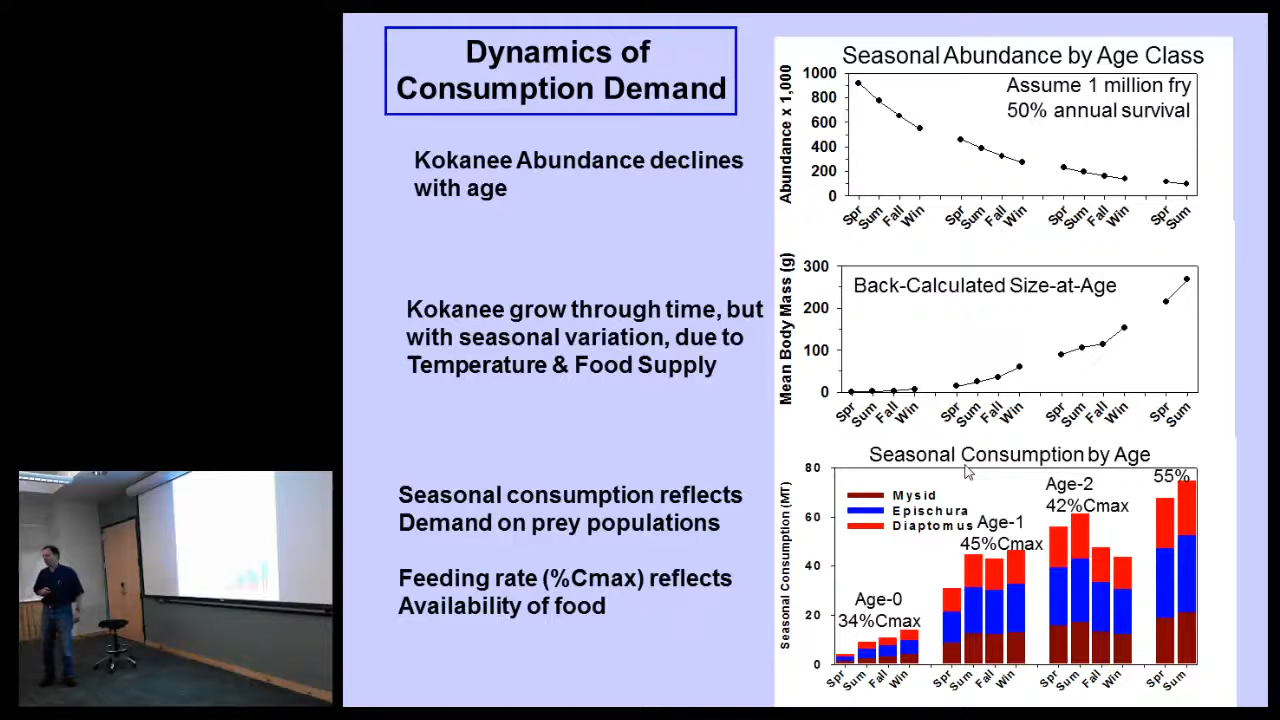 Dynamics of
Consumption Demand
Kokanee Abundance declines
with age
Kokanee grow through time, but
with seasonal variation, due to
Temperature & Food Supply
Seasonal consumption reflects
Demand on prey populations
Feeding rate (%Cmax) reflects
Availability of food
Seasonal Abundance by Age Class
Assume 1 million fry
50% annual survival
Abundance x 1,000
1000
800
600
400
200
0
Spr Sum Fall Win Spr Sum Fall Win Spr Sum Fall Win Spr Sum
Back-Calculated Size-at-Age
Mean Body Mass (g)
300
200
100
0
Spr Sum Fall Win Spr Sum Fall Win Spr Sum Fall Win Spr Sum
Seasonal Consumption by Age
Seasonal Consumption (MT)
80
60
40
20
0
Mysid
Epischura
Diaptomus
Age-0
34%Cmax
Age-1
45%Cmax
Age-2
42%Cmax
55%
Spr Sum Fall Win Spr Sum Fall Win Spr Sum Fall Win Spr Sum